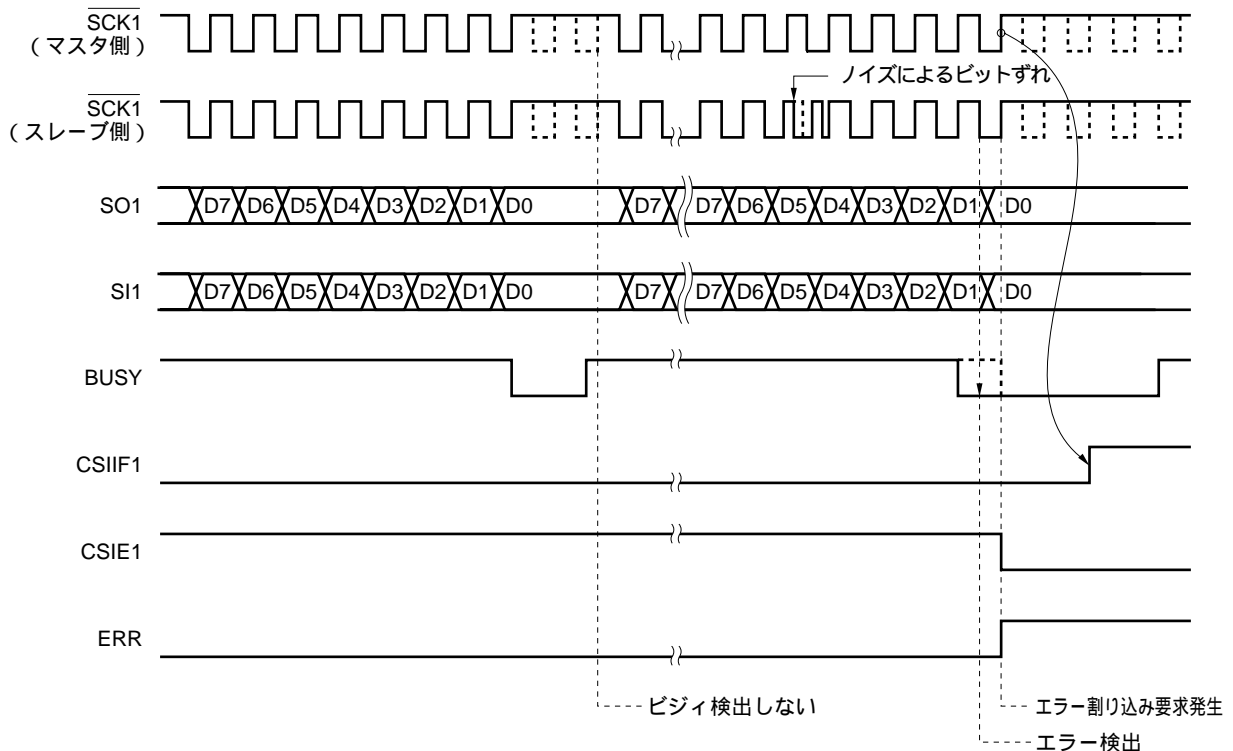 SCK1
（マスタ側）
ノイズによるビットずれ
SCK1
（スレーブ側）
SO1 D7 D6 D5 D4 D3 D2 D1 D0 D7 D7 D6 D5 D4 D3 D2 D1 D0
SI1 D7 D6 D5 D4 D3 D2 D1 D0 D7 D7 D6 D5 D4 D3 D2 D1 D0
BUSY
CSIIF1
CSIE1
ERR
ビジィ検出しない
エラー割り込み要求発生
エラー検出